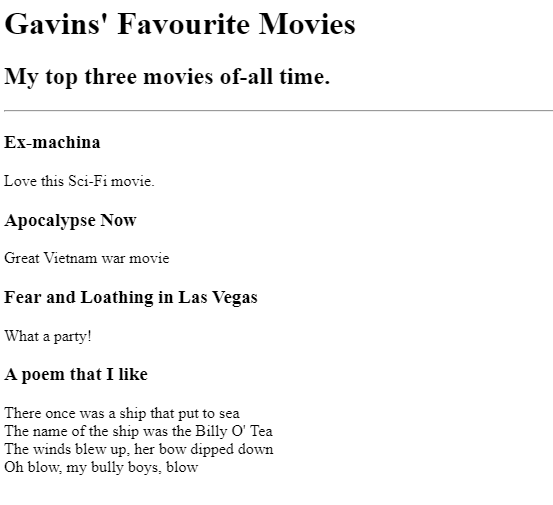 Gavins' Favourite Movies
My top three movies of-all time.
Ex-machina
Love this Sci-Fi movie.
Apocalypse Now
Great Vietnam war movie
Fear and Loathing in Las Vegas
What a party!
A poem that I like
There once was a ship that put to sea
The name of the ship was the Billy O' Tea
The winds blew up, her bow dipped down
Oh blow, my bully boys, blow